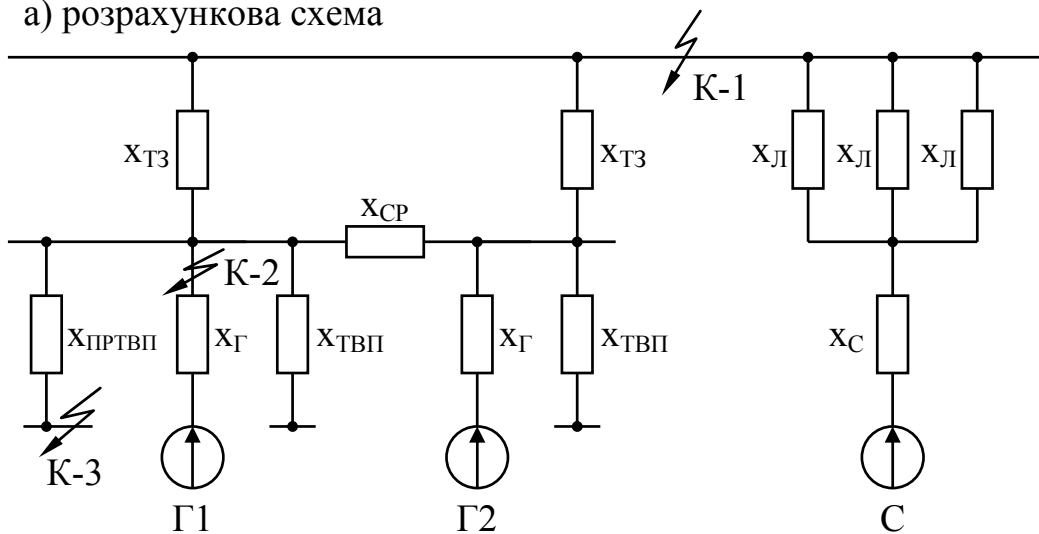 а) розрахункова схема
К-1
xТЗ
xТЗ
xЛ
xЛ
xЛ
xСР
К-2
xПРТВП
xГ
xТВП
xГ
xТВП
xС
К-3
Г1
Г2
С